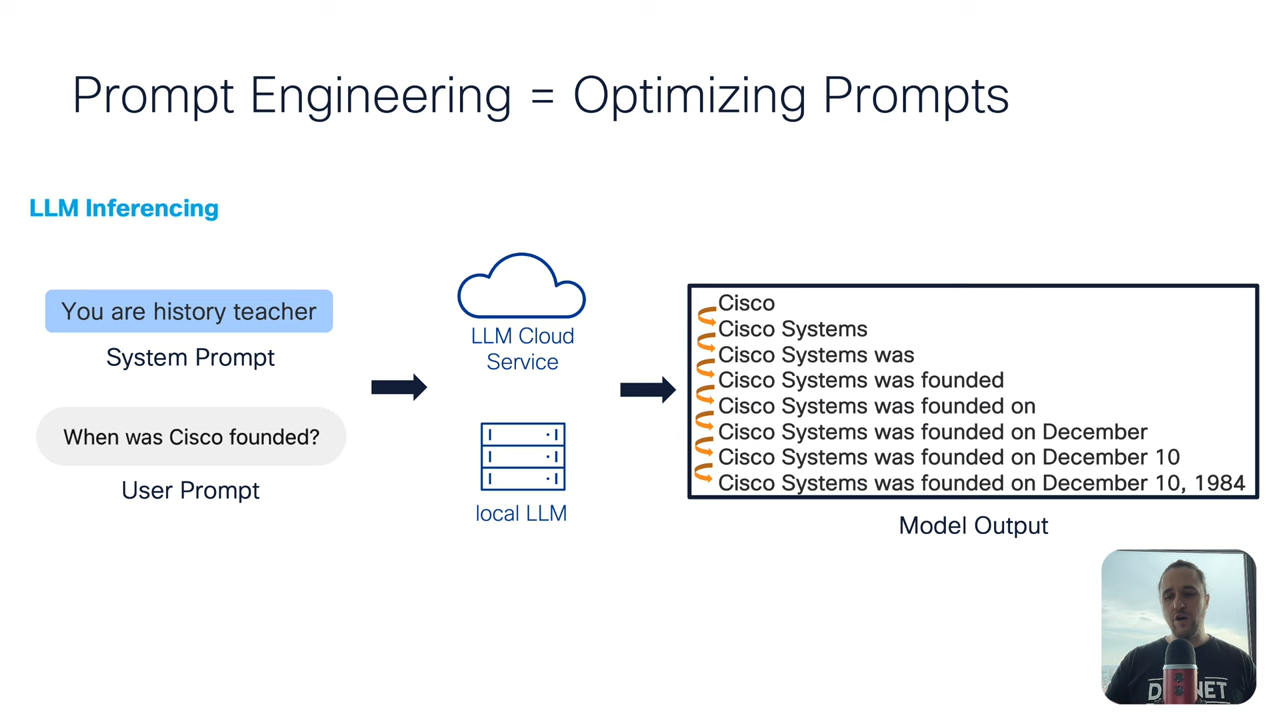 Prompt Engineering = Optimizing Prompts
LLM Inferencing
You are history teacher
System Prompt
When was Cisco founded?
User Prompt
LLM Cloud
Service
local LLM
Cisco
Cisco Systems
Cisco Systems was
Cisco Systems was founded
Cisco Systems was founded on
Cisco Systems was founded on December
Cisco Systems was founded on December 10
Cisco Systems was founded on December 10, 1984
Model Output